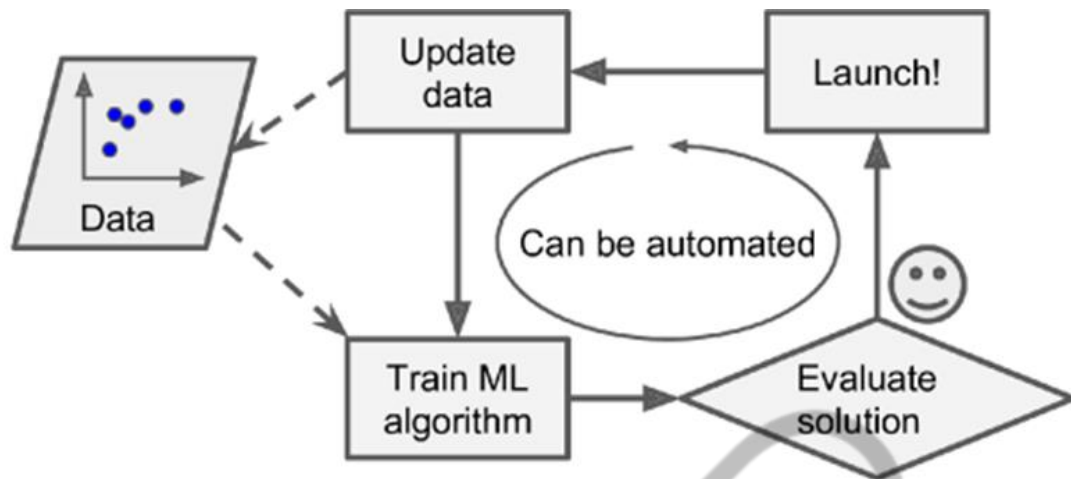 Update
data
Launch!
Data
Can be automated
Train ML
algorithm
Evaluate
solution